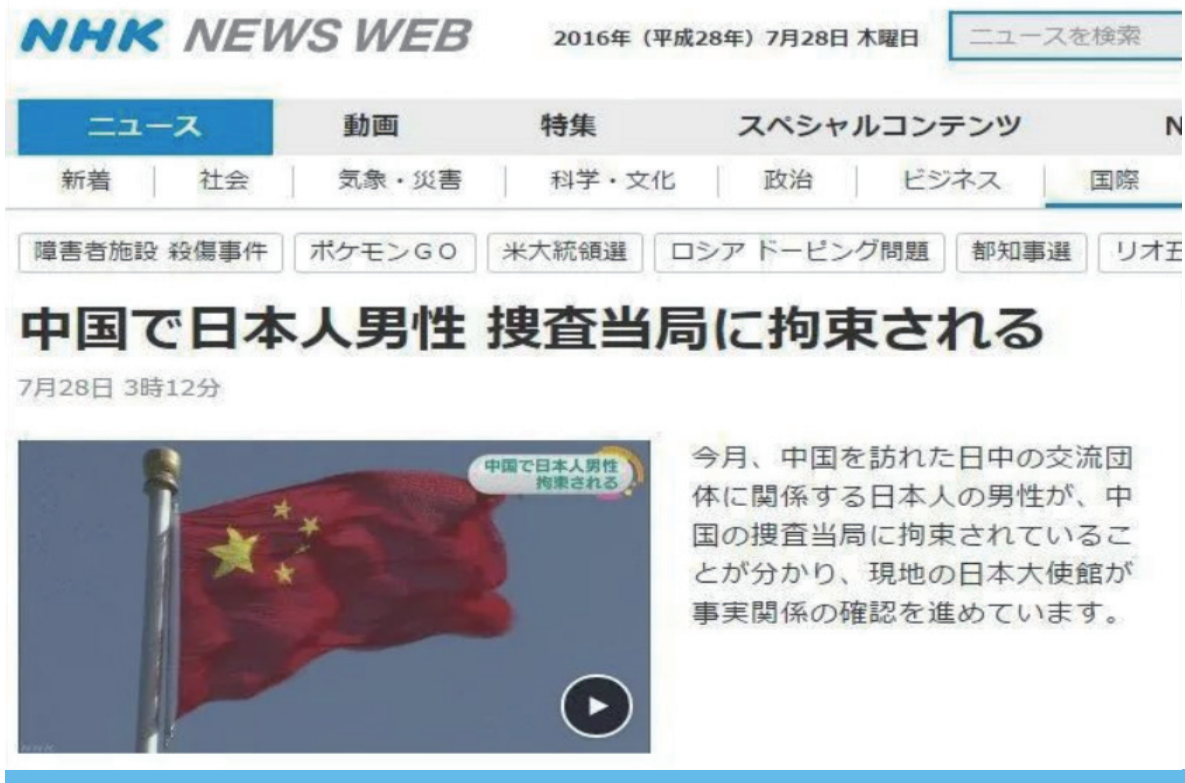 NHK NEWS WEB
2016年（平成28年）7月28日 木曜日
ニュースを検索
ニュース 動画 特集 スペシャルコンテンツ N
新着 社会 気象・災害 科学・文化 政治 ビジネス 国際
障害者施設 殺傷事件 ポケモンＧＯ 米大統領選 ロシア ドーピング問題 都知事選 リオ五
中国で日本人男性 捜査当局に拘束される
7月28日 3時12分
中国で日本人男性
拘束される
今月、中国を訪れた日中の交流団
体に関係する日本人の男性が、中
国の捜査当局に拘束されているこ
とが分かり、現地の日本大使館が
事実関係の確認を進めています。
NHK